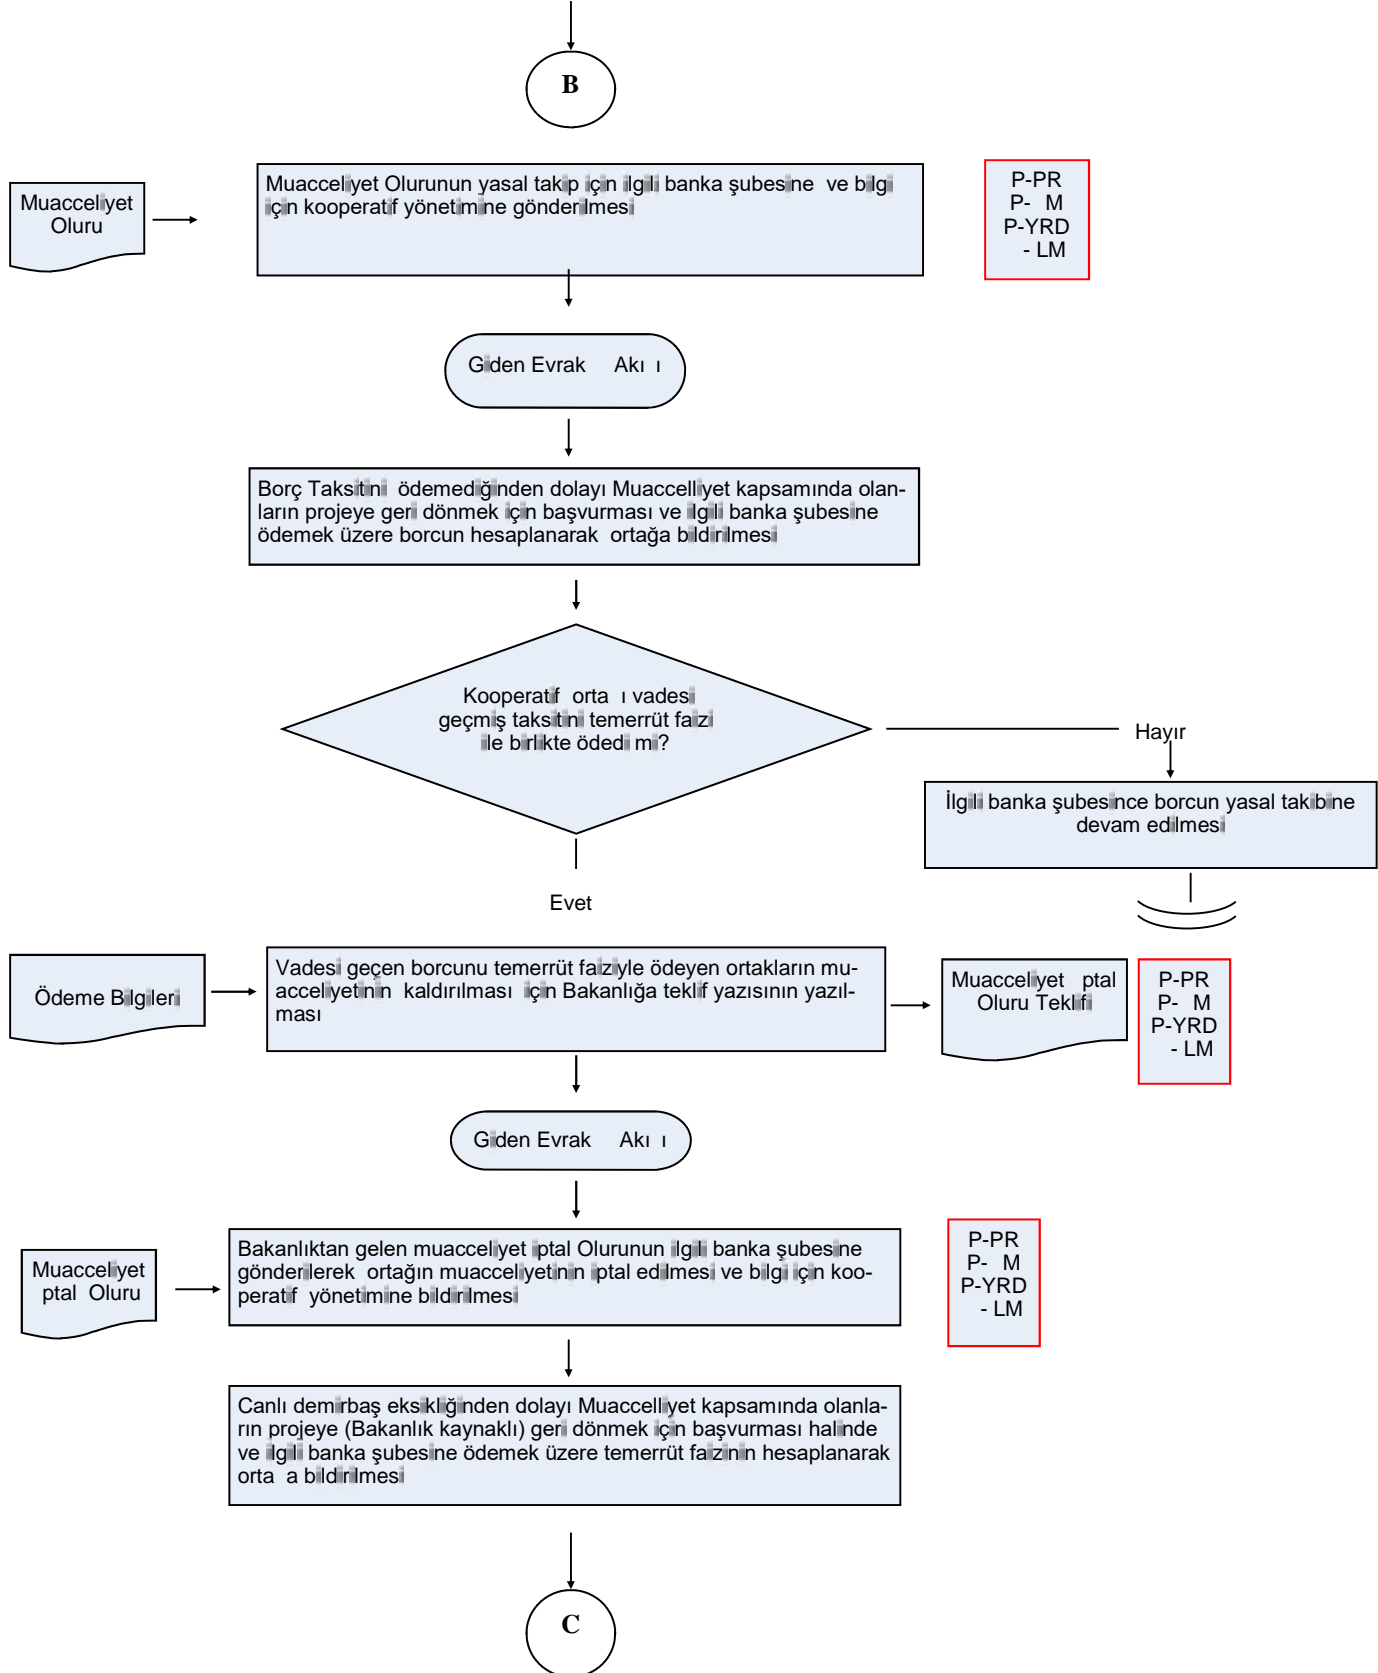 B
Muacceliyet
Oluru
Muacceliyet Olurunun yasal takip için ilgili banka şubesine ve bilgi
için kooperatif yönetimine gönderilmesi
P-PR
P- M
P-YRD
- LM
Giden Evrak Akı ı
Borç Taksitini ödemediğinden dolayı Muaccelliyet kapsamında olan-
ların projeye geri dönmek için başvurması ve ilgili banka şubesine
ödemek üzere borcun hesaplanarak ortağa bildirilmesi
Kooperatif orta ı vadesi
geçmiş taksitini temerrüt faizi
ile birlikte ödedi mi?
Hayır
İlgili banka şubesince borcun yasal takibine
devam edilmesi
Evet
Ödeme Bilgileri
Vadesi geçen borcunu temerrüt faiziyle ödeyen ortakların mu-
acceliyetinin kaldırılması için Bakanlığa teklif yazısının yazıl-
ması
Muacceliyet ptal
Oluru Teklifi
P-PR
P- M
P-YRD
- LM
Giden Evrak Akı ı
Muacceliyet
ptal Oluru
Bakanlıktan gelen muacceliyet iptal Olurunun ilgili banka şubesine
gönderilerek ortağın muacceliyetinin iptal edilmesi ve bilgi için koo-
peratif yönetimine bildirilmesi
P-PR
P- M
P-YRD
- LM
Canlı demirbaş eksikliğinden dolayı Muaccelliyet kapsamında olanla-
rın projeye (Bakanlık kaynaklı) geri dönmek için başvurması halinde
ve ilgili banka şubesine ödemek üzere temerrüt faizinin hesaplanarak
orta a bildirilmesi
C